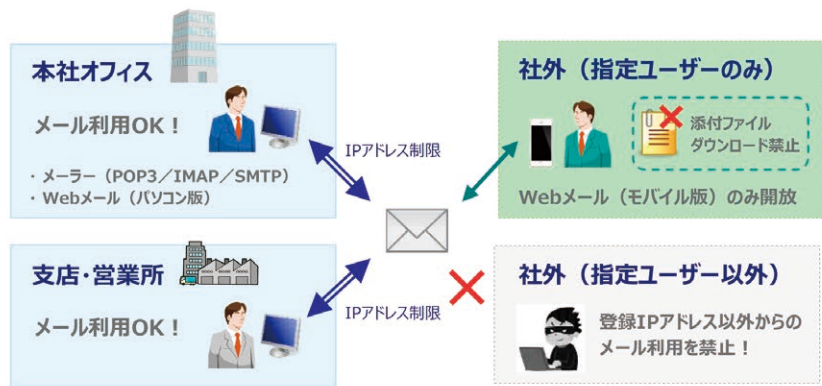 本社オフィス
メール利用OK！
・メーラー（POP3／IMAP／SMTP）
・Webメール（パソコン版）
IPアドレス制限
社外（指定ユーザーのみ）
添付ファイル
ダウンロード禁止
Webメール（モバイル版）のみ開放
支店・営業所
メール利用OK！
IPアドレス制限
社外（指定ユーザー以外）
登録IPアドレス以外からの
メール利用を禁止！